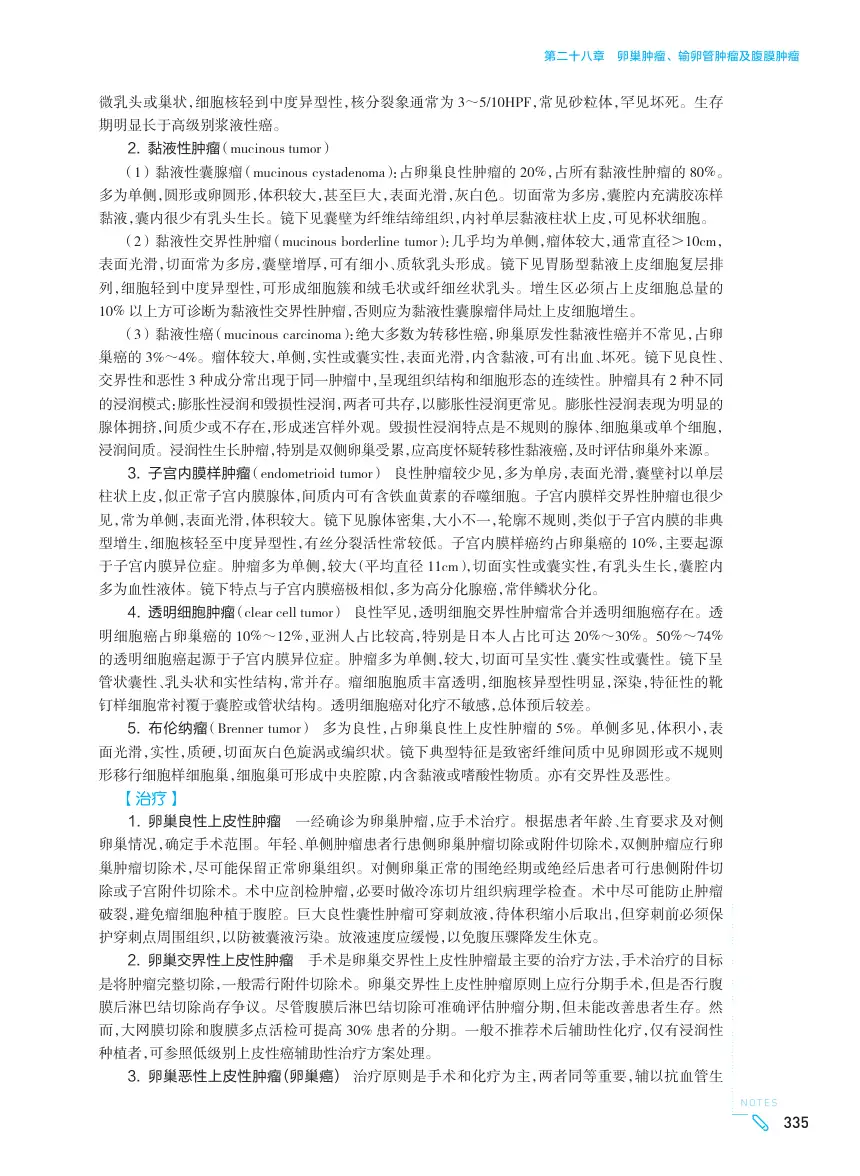 第二十八章 卵巢肿瘤、输卵管肿瘤及腹膜肿瘤
微乳头或巢状,细胞核轻到中度异型性,核分裂象通常为 3～5/10HPF,常见砂粒体,罕见坏死。生存
期明显长于高级别浆液性癌。
2. 黏液性肿瘤(mucinous tumor)
(1)黏液性囊腺瘤(mucinous cystadenoma):占卵巢良性肿瘤的 20%,占所有黏液性肿瘤的 80%。
多为单侧,圆形或卵圆形,体积较大,甚至巨大,表面光滑,灰白色。切面常为多房,囊腔内充满胶冻样
黏液,囊内很少有乳头生长。镜下见囊壁为纤维结缔组织,内衬单层黏液柱状上皮,可见杯状细胞。
(2)黏液性交界性肿瘤(mucinous borderline tumor):几乎均为单侧,瘤体较大,通常直径＞10cm,
表面光滑,切面常为多房,囊壁增厚,可有细小、质软乳头形成。镜下见胃肠型黏液上皮细胞复层排
列,细胞轻到中度异型性,可形成细胞簇和绒毛状或纤细丝状乳头。增生区必须占上皮细胞总量的
10% 以上方可诊断为黏液性交界性肿瘤,否则应为黏液性囊腺瘤伴局灶上皮细胞增生。
(3)黏液性癌(mucinous carcinoma):绝大多数为转移性癌,卵巢原发性黏液性癌并不常见,占卵
巢癌的 3%～4%。瘤体较大,单侧,实性或囊实性,表面光滑,内含黏液,可有出血、坏死。镜下见良性、
交界性和恶性 3 种成分常出现于同一肿瘤中,呈现组织结构和细胞形态的连续性。肿瘤具有 2 种不同
的浸润模式:膨胀性浸润和毁损性浸润,两者可共存,以膨胀性浸润更常见。膨胀性浸润表现为明显的
腺体拥挤,间质少或不存在,形成迷宫样外观。毁损性浸润特点是不规则的腺体、细胞巢或单个细胞,
浸润间质。浸润性生长肿瘤,特别是双侧卵巢受累,应高度怀疑转移性黏液癌,及时评估卵巢外来源。
3. 子宫内膜样肿瘤(endometrioid tumor) 良性肿瘤较少见,多为单房,表面光滑,囊壁衬以单层
柱状上皮,似正常子宫内膜腺体,间质内可有含铁血黄素的吞噬细胞。子宫内膜样交界性肿瘤也很少
见,常为单侧,表面光滑,体积较大。镜下见腺体密集,大小不一,轮廓不规则,类似于子宫内膜的非典
型增生,细胞核轻至中度异型性,有丝分裂活性常较低。子宫内膜样癌约占卵巢癌的 10%,主要起源
于子宫内膜异位症。肿瘤多为单侧,较大(平均直径 11cm),切面实性或囊实性,有乳头生长,囊腔内
多为血性液体。镜下特点与子宫内膜癌极相似,多为高分化腺癌,常伴鳞状分化。
4. 透明细胞肿瘤(clear cell tumor) 良性罕见,透明细胞交界性肿瘤常合并透明细胞癌存在。透
明细胞癌占卵巢癌的 10%～12%,亚洲人占比较高,特别是日本人占比可达 20%～30%。50%～74%
的透明细胞癌起源于子宫内膜异位症。肿瘤多为单侧,较大,切面可呈实性、囊实性或囊性。镜下呈
管状囊性、乳头状和实性结构,常并存。瘤细胞胞质丰富透明,细胞核异型性明显,深染,特征性的靴
钉样细胞常衬覆于囊腔或管状结构。透明细胞癌对化疗不敏感,总体预后较差。
5. 布伦纳瘤(Brenner tumor) 多为良性,占卵巢良性上皮性肿瘤的 5%。单侧多见,体积小,表
面光滑,实性,质硬,切面灰白色旋涡或编织状。镜下典型特征是致密纤维间质中见卵圆形或不规则
形移行细胞样细胞巢,细胞巢可形成中央腔隙,内含黏液或嗜酸性物质。亦有交界性及恶性。
【治疗】
1. 卵巢良性上皮性肿瘤 一经确诊为卵巢肿瘤,应手术治疗。根据患者年龄、生育要求及对侧
卵巢情况,确定手术范围。年轻、单侧肿瘤患者行患侧卵巢肿瘤切除或附件切除术,双侧肿瘤应行卵
巢肿瘤切除术,尽可能保留正常卵巢组织。对侧卵巢正常的围绝经期或绝经后患者可行患侧附件切
除或子宫附件切除术。术中应剖检肿瘤,必要时做冷冻切片组织病理学检查。术中尽可能防止肿瘤
破裂,避免瘤细胞种植于腹腔。巨大良性囊性肿瘤可穿刺放液,待体积缩小后取出,但穿刺前必须保
护穿刺点周围组织,以防被囊液污染。放液速度应缓慢,以免腹压骤降发生休克。
2. 卵巢交界性上皮性肿瘤 手术是卵巢交界性上皮性肿瘤最主要的治疗方法,手术治疗的目标
是将肿瘤完整切除,一般需行附件切除术。卵巢交界性上皮性肿瘤原则上应行分期手术,但是否行腹
膜后淋巴结切除尚存争议。尽管腹膜后淋巴结切除可准确评估肿瘤分期,但未能改善患者生存。然
而,大网膜切除和腹膜多点活检可提高 30% 患者的分期。一般不推荐术后辅助性化疗,仅有浸润性
种植者,可参照低级别上皮性癌辅助性治疗方案处理。
3. 卵巢恶性上皮性肿瘤(卵巢癌) 治疗原则是手术和化疗为主,两者同等重要,辅以抗血管生
NOTES
335